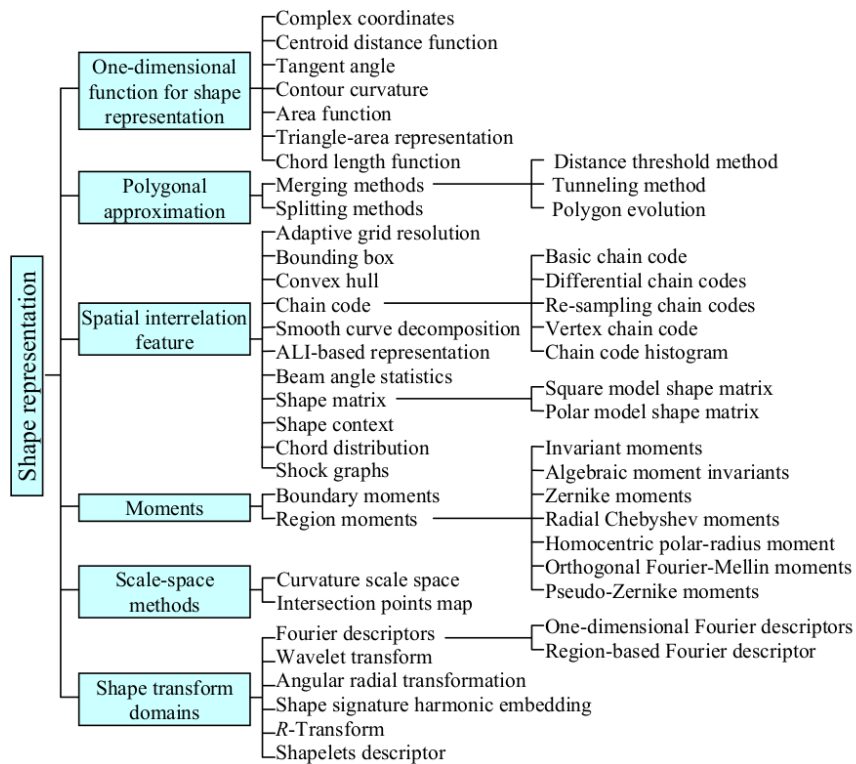 Shape representation
One-dimensional
function for shape
representation
Complex coordinates
Centroid distance function
Tangent angle
Contour curvature
Area function
Triangle-area representation
Chord length function
Polygonal
approximation
Merging methods
Splitting methods
Distance threshold method
Tunneling method
Polygon evolution
Spatial interrelation
feature
Adaptive grid resolution
Bounding box
Convex hull
Chain code
Smooth curve decomposition
ALI-based representation
Beam angle statistics
Shape matrix
Shape context
Chord distribution
Shock graphs
Basic chain code
Differential chain codes
Re-sampling chain codes
Vertex chain code
Chain code histogram
Square model shape matrix
Polar model shape matrix
Moments
Boundary moments
Region moments
Invariant moments
Algebraic moment invariants
Zernike moments
Radial Chebyshev moments
Homocentric polar-radius moment
Orthogonal Fourier-Mellin moments
Pseudo-Zernike moments
Scale-space
methods
Curvature scale space
Intersection points map
Shape transform
domains
Fourier descriptors
Wavelet transform
Angular radial transformation
Shape signature harmonic embedding
R-Transform
Shapelets descriptor
One-dimensional Fourier descriptors
Region-based Fourier descriptor